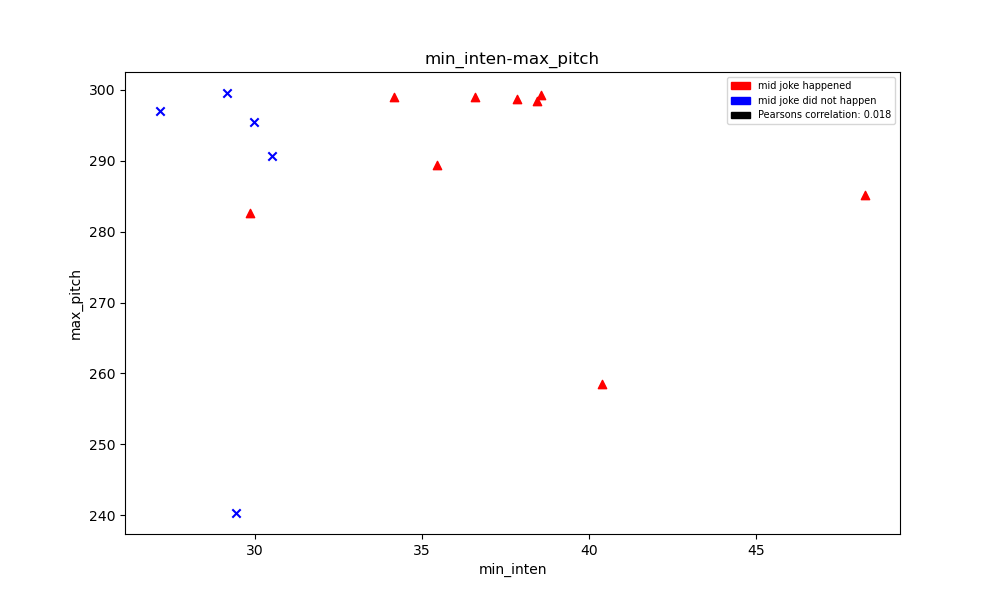 min_inten-max_pitch
mid joke happened
mid joke did not happen
Pearsons correlation: 0.018
300
290
280
270
260
250
240
max_pitch
30 35 40 45
min_inten